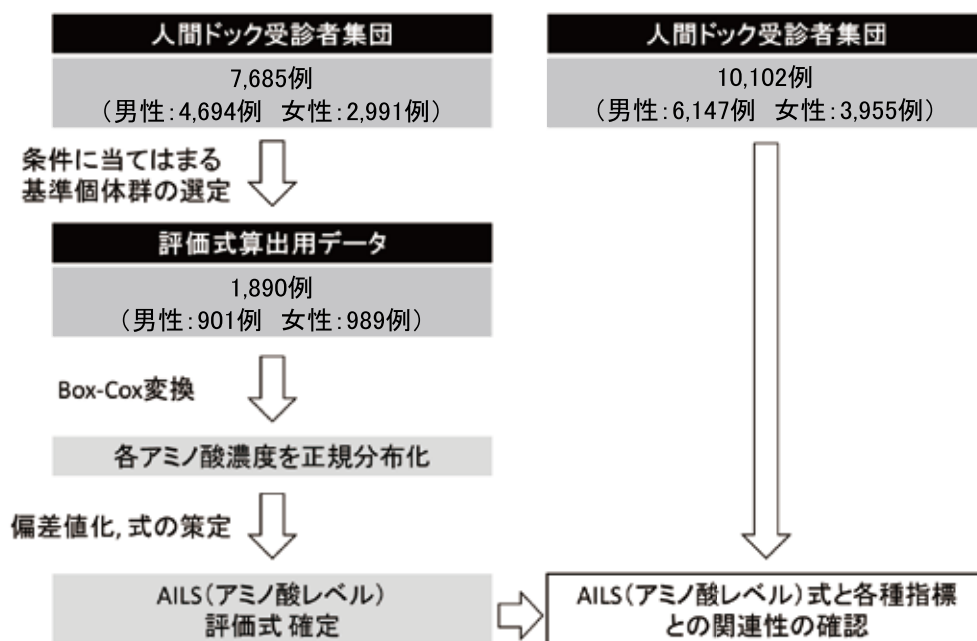 人間ドック受診者集団
7,685例
（男性：4,694例　女性：2,991例）
条件に当てはまる
基準個体群の選定
評価式算出用データ
1,890例
（男性：901例　女性：989例）
Box-Cox変換
各アミノ酸濃度を正規分布化
偏差値化, 式の策定
AILS（アミノ酸レベル）
評価式 確定
人間ドック受診者集団
10,102例
（男性：6,147例　女性：3,955例）
AILS（アミノ酸レベル）式と各種指標
との関連性の確認